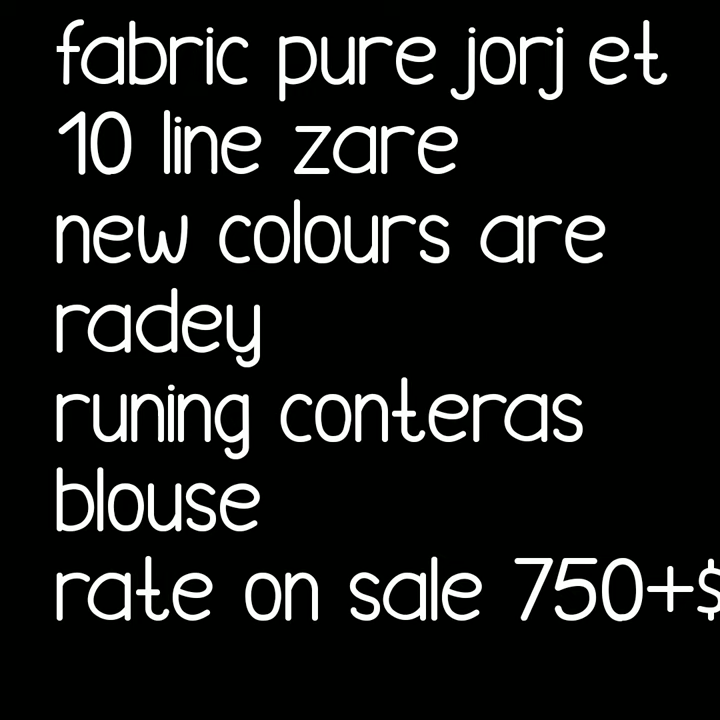 fabric pure jorj et
10 line zare
new colours are
radey
runing conteras
blouse
rate on sale 750+$